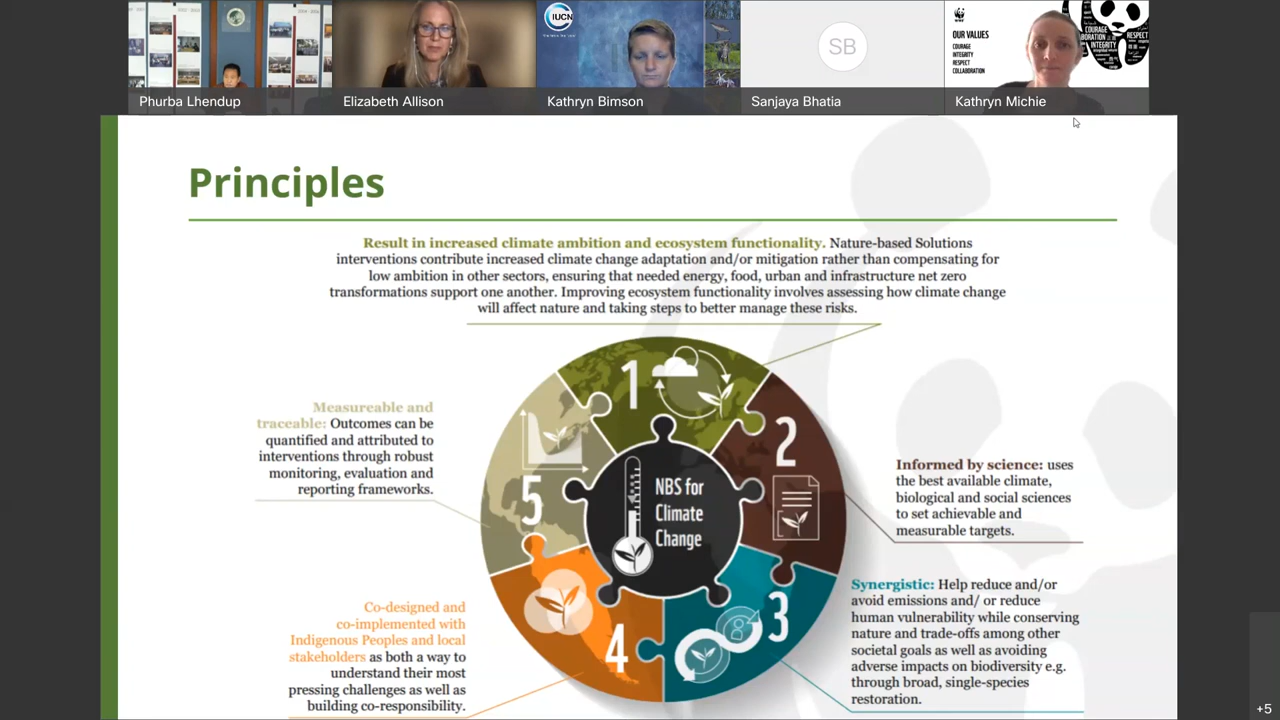 IUCN
SB
OUR VALUES
COURAGE
INTEGRITY
RESPECT
COLLABORATION
Phurba Lhendup
Elizabeth Allison
Kathryn Bimson
Sanjaya Bhatia
Kathryn Michie
Principles
Result in increased climate ambition and ecosystem functionality. Nature-based Solutions
interventions contribute increased climate change adaptation and/or mitigation rather than compensating for
low ambition in other sectors, ensuring that needed energy, food, urban and infrastructure net zero
transformations support one another. Improving ecosystem functionality involves assessing how climate change
will affect nature and taking steps to better manage these risks.
1
2
3
4
5
NBS for
Climate
Change
Informed by science: uses
the best available climate,
biological and social sciences
to set achievable and
measurable targets.
Synergistic: Help reduce and/or
avoid emissions and/ or reduce
human vulnerability while conserving
nature and trade-offs among other
societal goals as well as avoiding
adverse impacts on biodiversity e.g.
through broad, single-species
restoration.
Co-designed and
co-implemented with
Indigenous Peoples and local
stakeholders as both a way to
understand their most
pressing challenges as well as
building co-responsibility.
Measureable and
traceable: Outcomes can be
quantified and attributed to
interventions through robust
monitoring, evaluation and
reporting frameworks.
+5